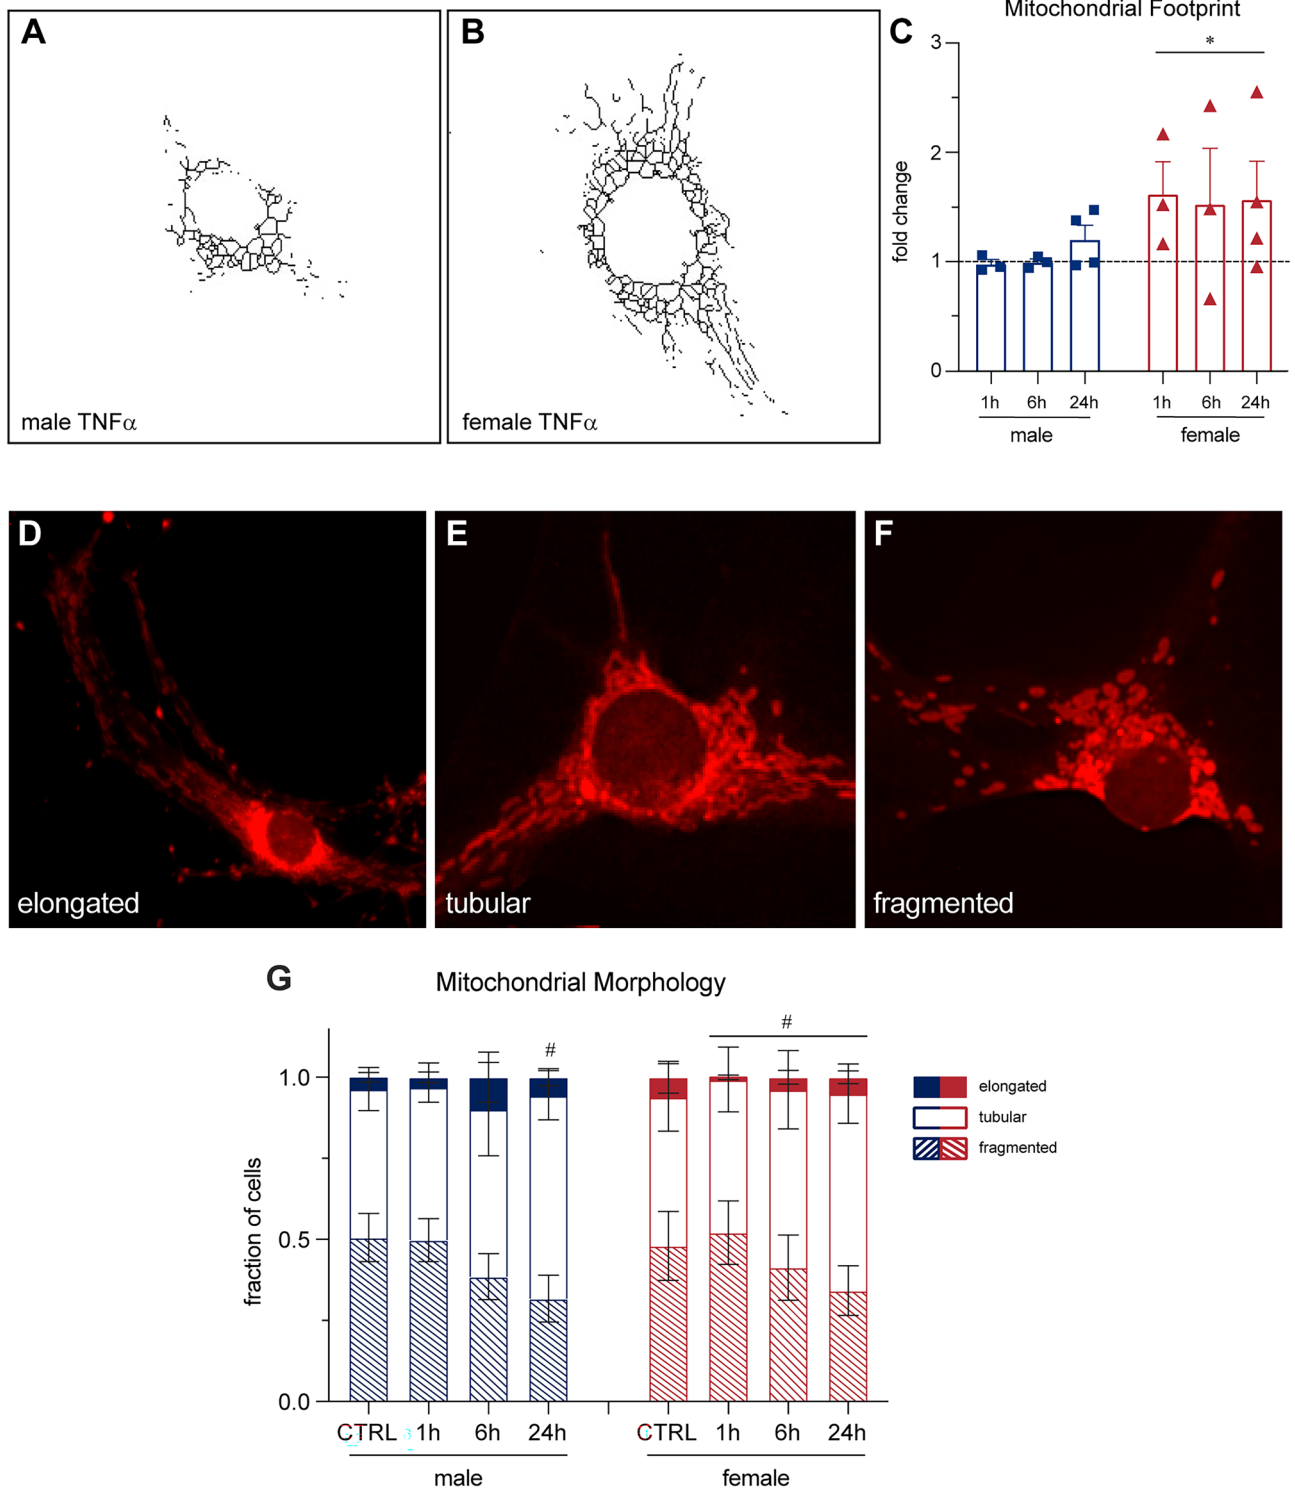 A
male TNFα
B
female TNFα
C
Mitochondrial Footprint
fold change
3
2
1
0
*
1h 6h 24h 1h 6h 24h
male female
D
elongated
E
tubular
F
fragmented
G
Mitochondrial Morphology
fraction of cells
1.0
0.5
0.0
#
#
CTRL 1h 6h 24h CTRL 1h 6h 24h
male female
elongated
tubular
fragmented